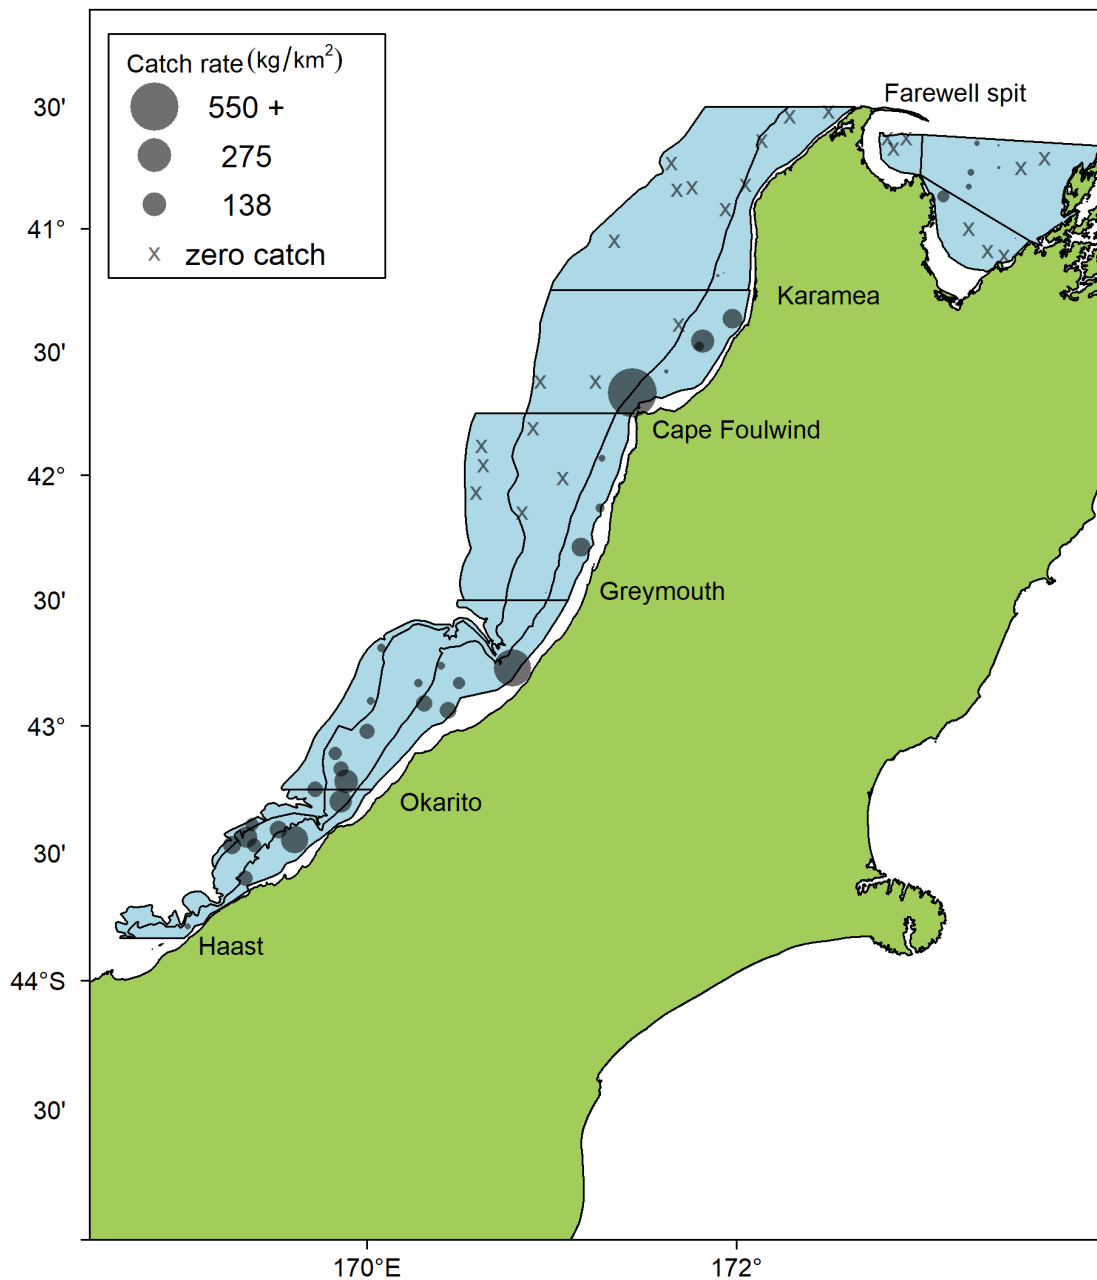 Catch rate (kg/km²)
550 +
275
138
x zero catch
Farewell spit
30'
41°
Karamea
30'
Cape Foulwind
42°
Greymouth
30'
43°
Okarito
30'
Haast
44°S
30'
170°E
172°